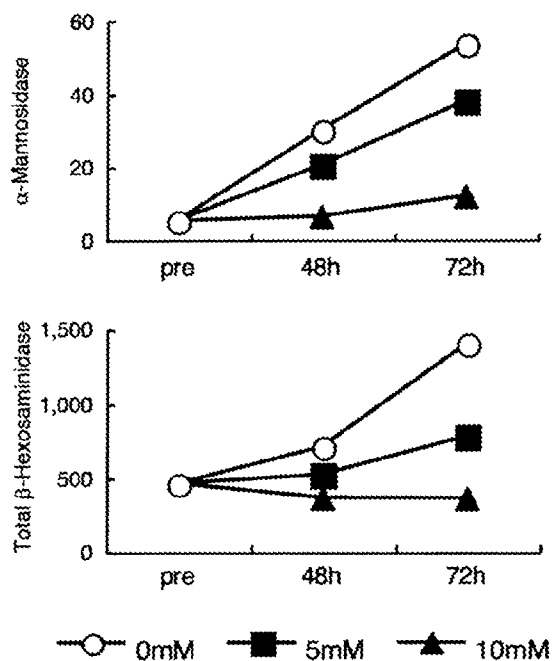 α-Mannosidase
60
40
20
0
pre 48h 72h
Total β-Hexosaminidase
1,500
1,000
500
0
pre 48h 72h
0mM 5mM 10mM